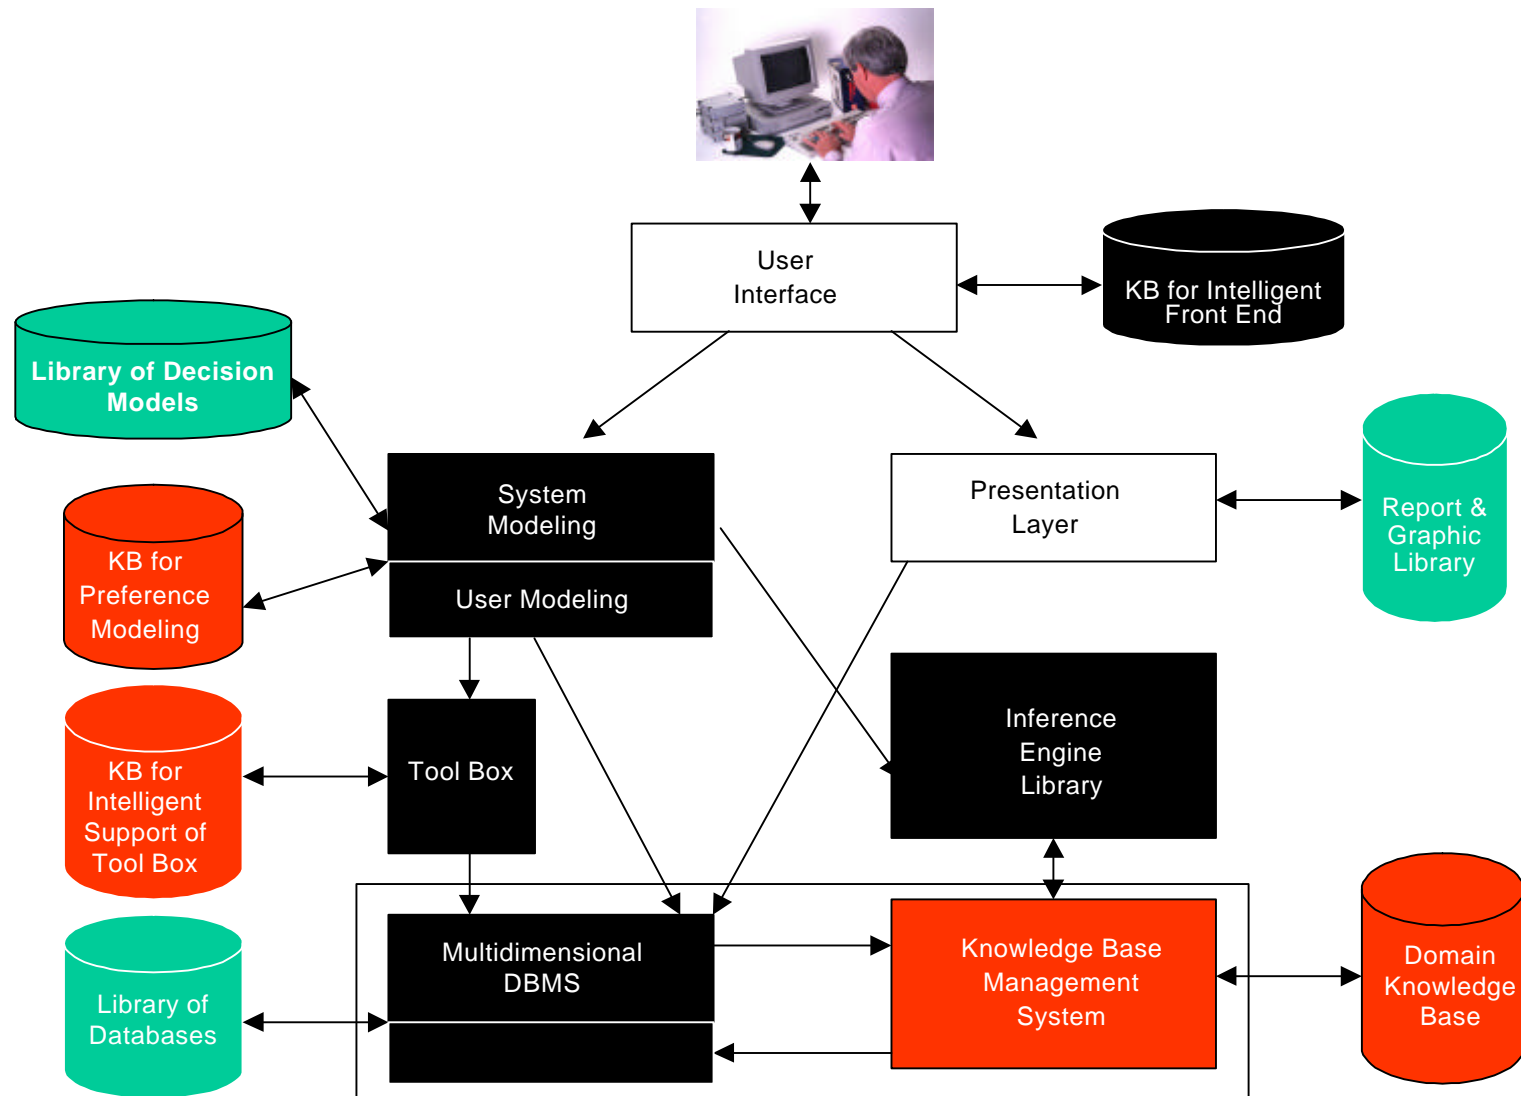 User
Interface
KB for Intelligent
Front End
Library of Decision
Models
System
Modeling
Presentation
Layer
Report &
Graphic
Library
KB for
Preference
Modeling
User Modeling
Inference
Engine
Library
Tool Box
KB for
Intelligent
Support of
Tool Box
Multidimensional
DBMS
Knowledge Base
Management
System
Domain
Knowledge
Base
Library of
Databases